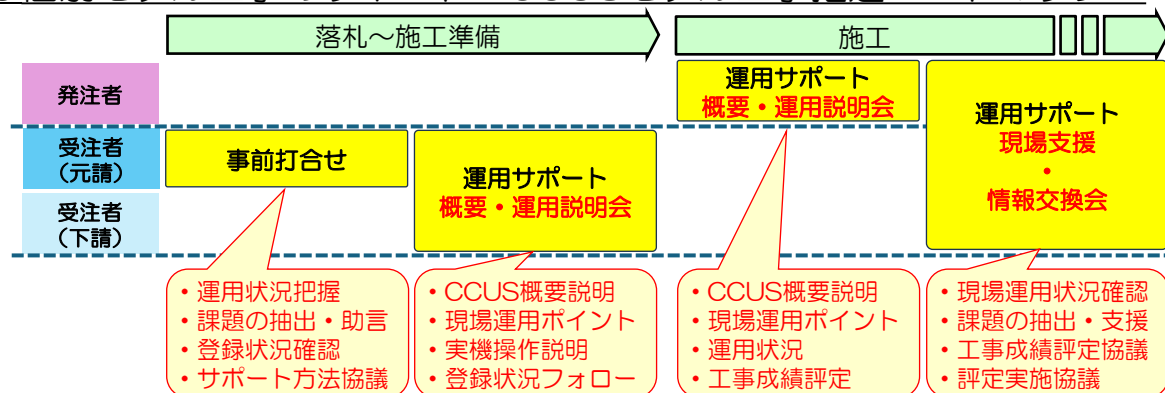 落札~施工準備
施工
発注者
運用サポート
概要・運用説明会
運用サポート
現場支援
・
情報交換会
受注者
(元請)
事前打合せ
運用サポート
概要・運用説明会
受注者
(下請)
・運用状況把握
・課題の抽出・助言
・登録状況確認
・サポート方法協議
・CCUS概要説明
・現場運用ポイント
・実機操作説明
・登録状況フォロー
・CCUS概要説明
・現場運用ポイント
・運用状況
・工事成績評定
・現場運用状況確認
・課題の抽出・支援
・工事成績評定協議
・評定実施協議